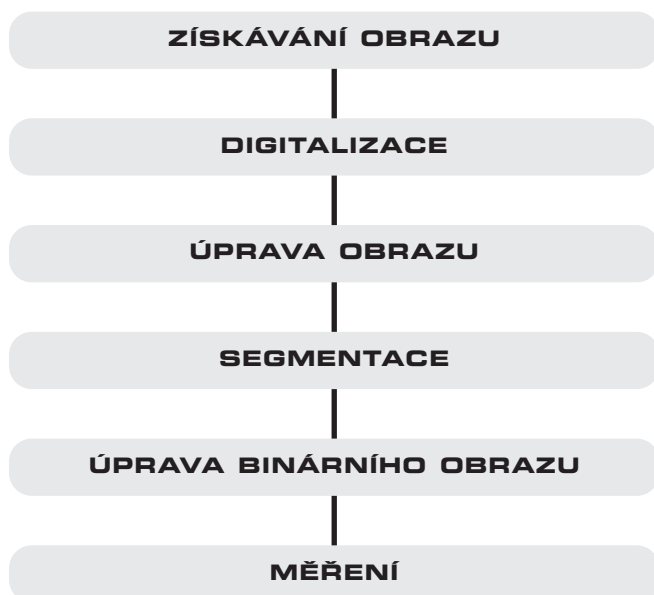 ZÍSKÁVÁNÍ OBRAZU
DIGITALIZACE
ÚPRAVA OBRAZU
SEGMENTACE
ÚPRAVA BINÁRNÍHO OBRAZU
MĚŘENÍ